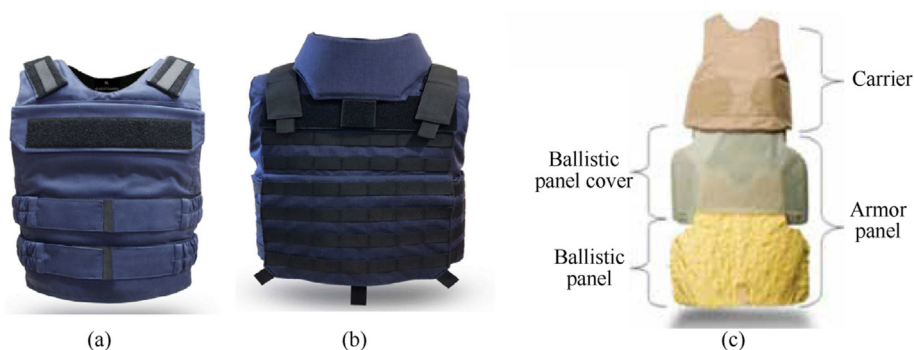 Carrier
Ballistic
panel cover
Armor
panel
Ballistic
panel
(a)
(b)
(c)